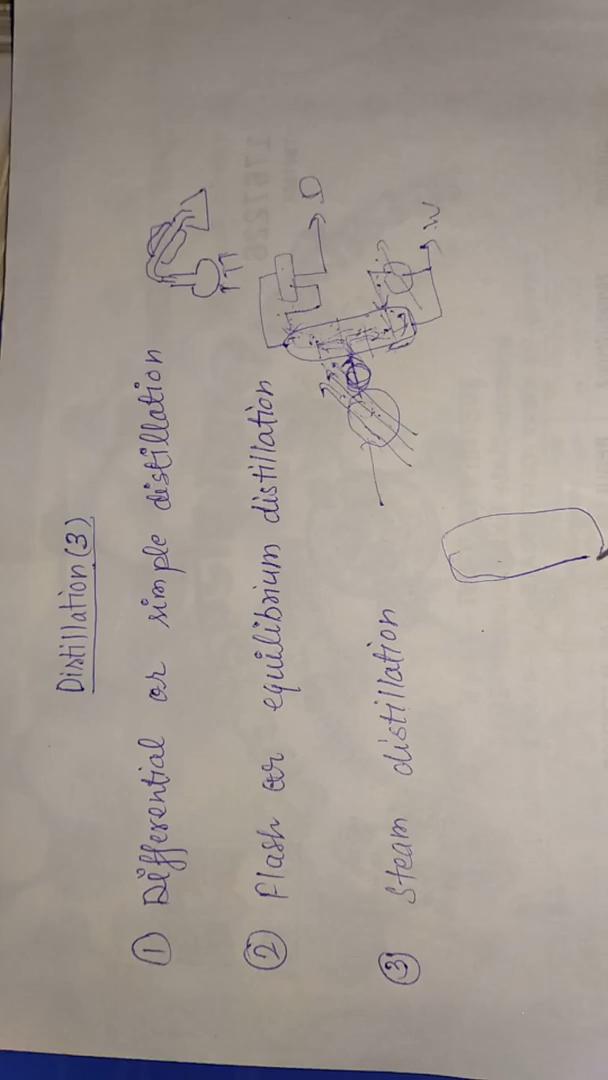 Distillation (3)
① Differential or simple distillation
② Flash or equilibrium distillation
D
W
③ Steam distillation